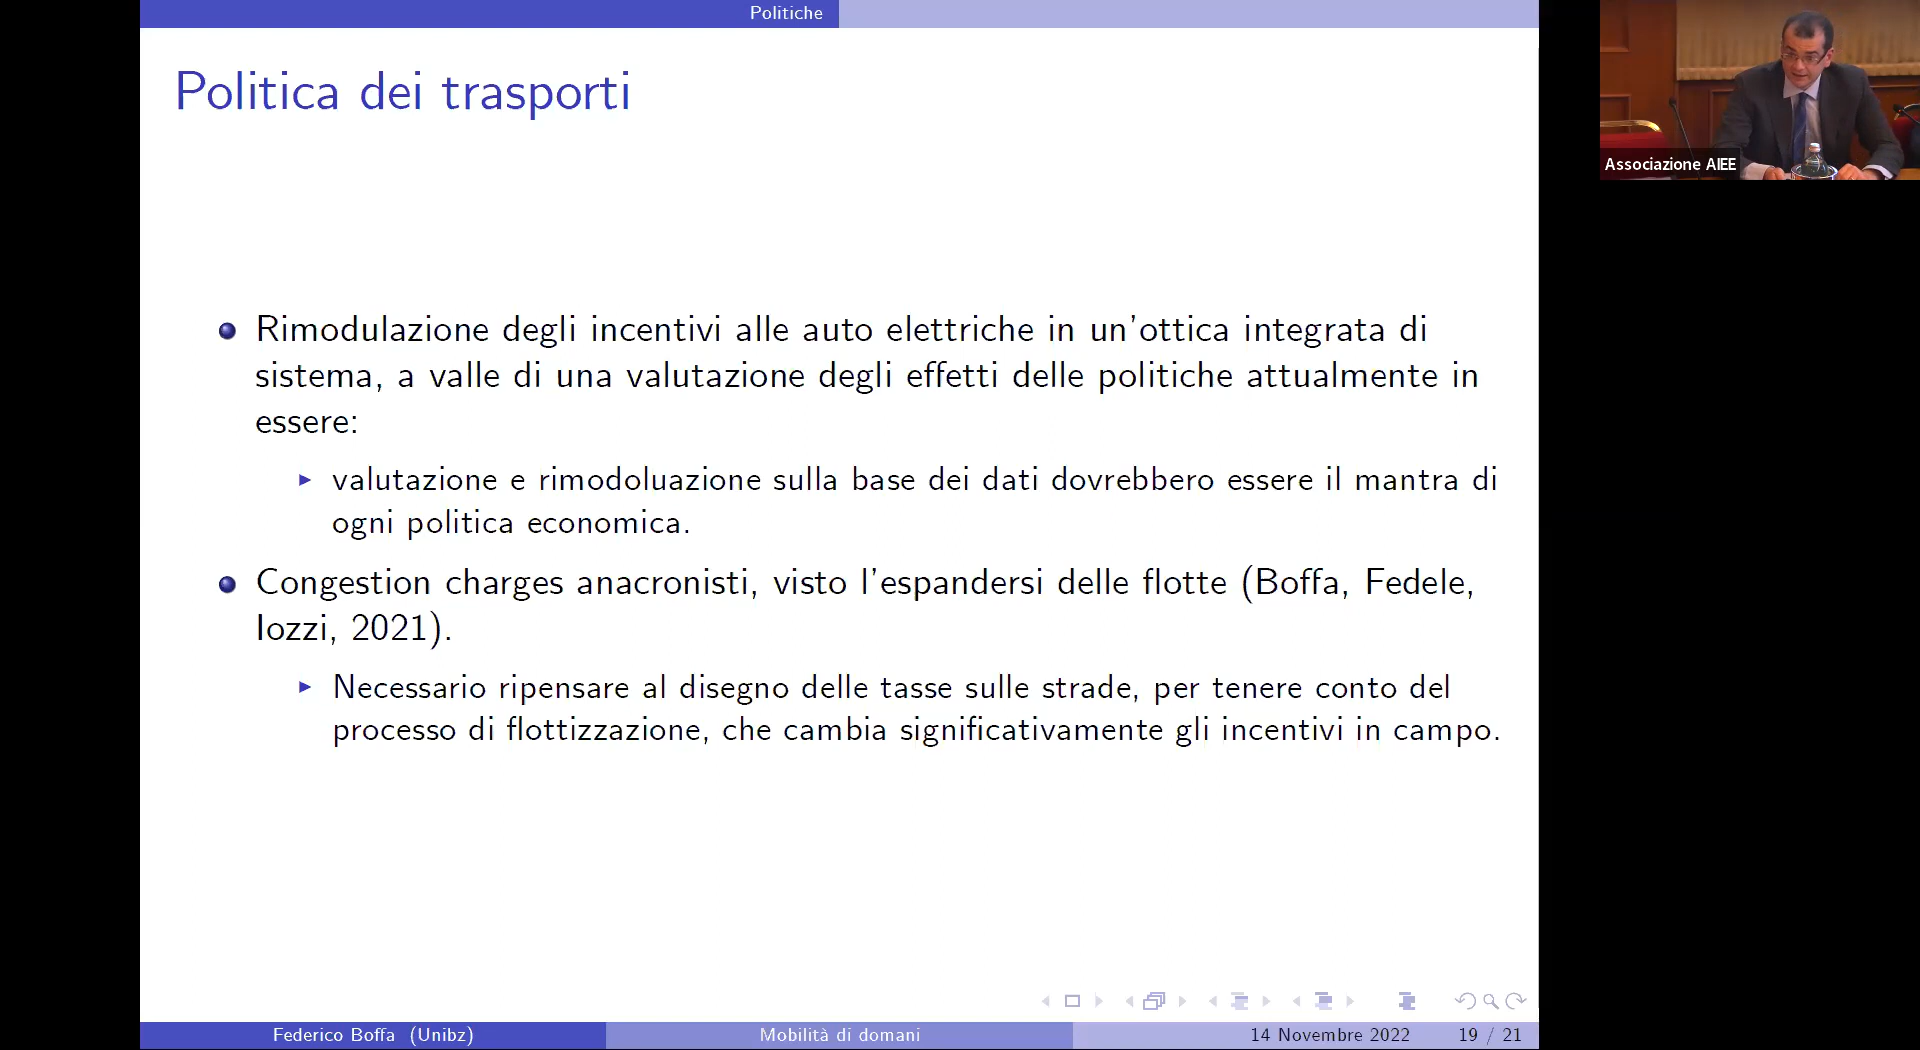 Politiche
Politica dei trasporti
Rimodulazione degli incentivi alle auto elettriche in un'ottica integrata di
sistema, a valle di una valutazione degli effetti delle politiche attualmente in
essere:
valutazione e rimodoluazione sulla base dei dati dovrebbero essere il mantra di
ogni politica economica.
Congestion charges anacronisti, visto l'espandersi delle flotte (Boffa, Fedele,
Iozzi, 2021).
Necessario ripensare al disegno delle tasse sulle strade, per tenere conto del
processo di flottizzazione, che cambia significativamente gli incentivi in campo.
Federico Boffa (Unibz) Mobilità di domani 14 Novembre 2022 19 / 21
Associazione AIEE